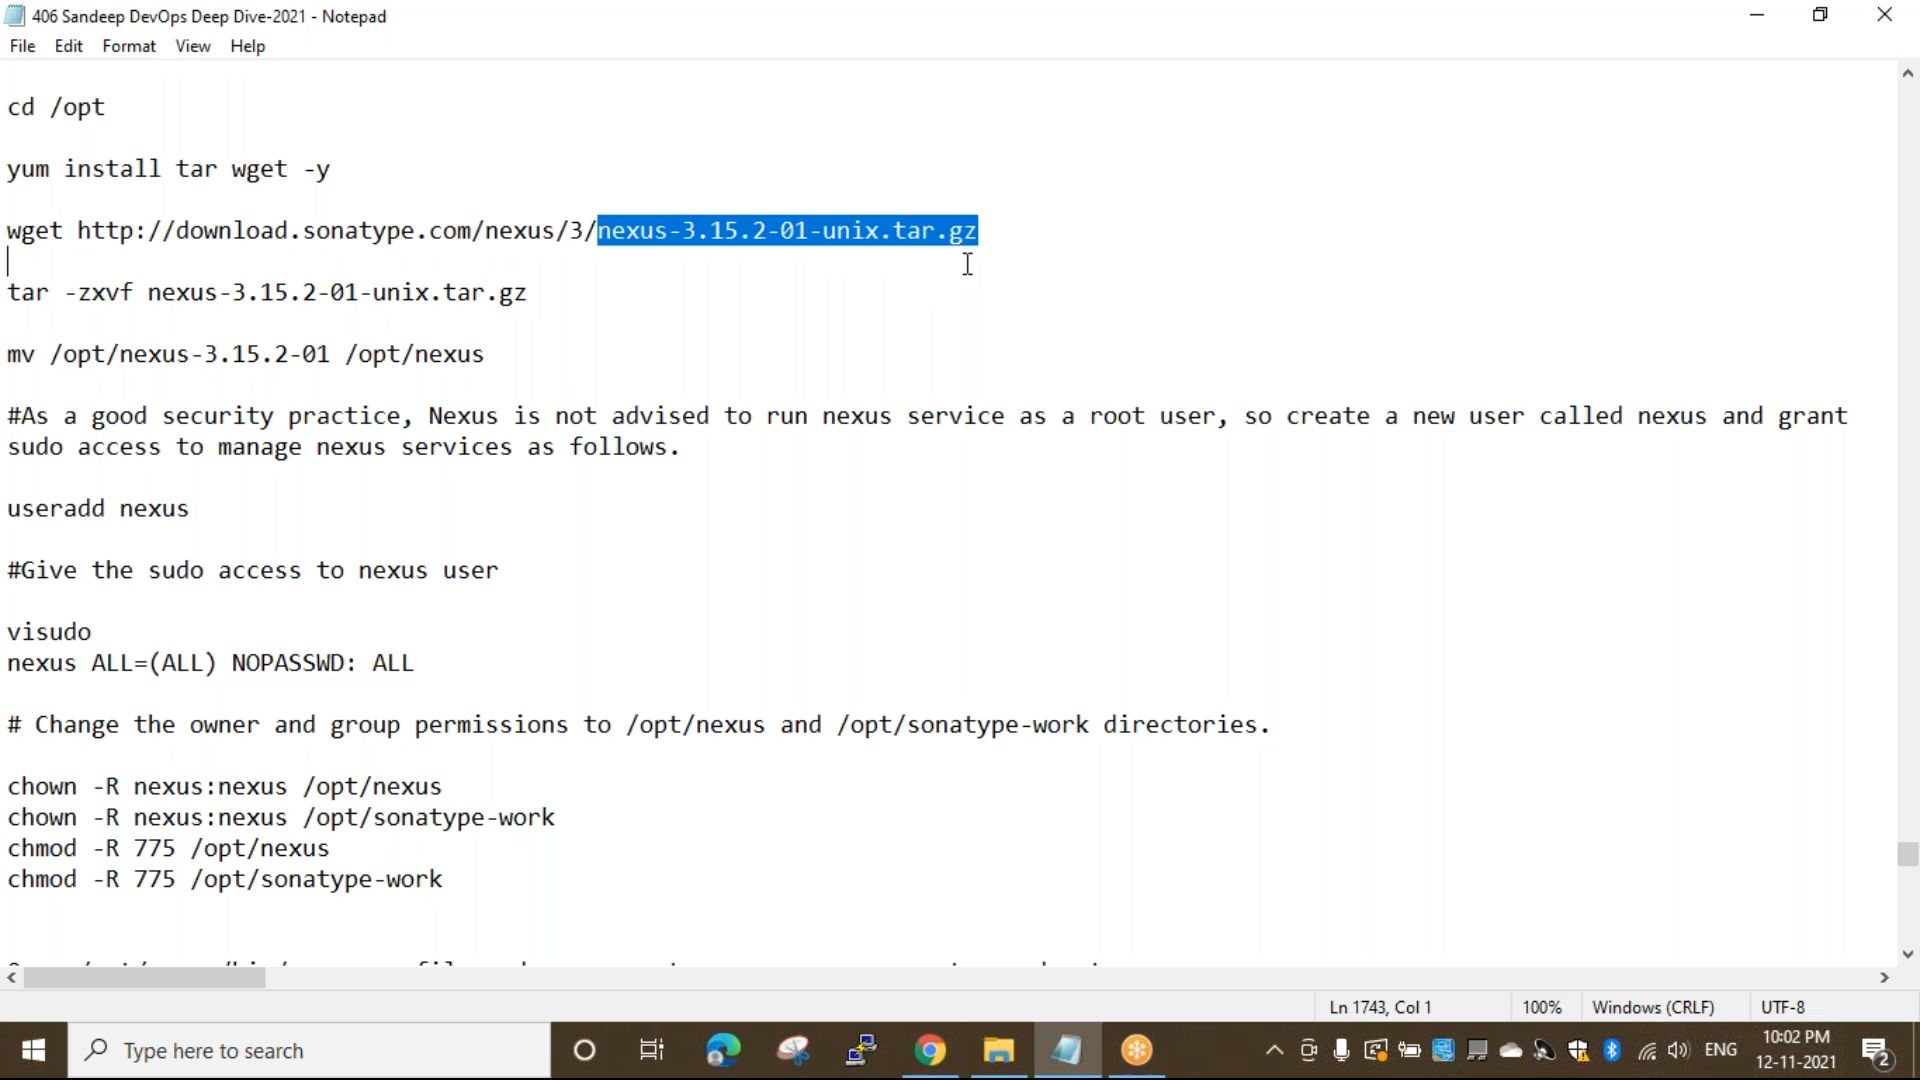 406 Sandeep DevOps Deep Dive-2021 - Notepad
File Edit Format View Help
cd /opt
yum install tar wget -y
wget http://download.sonatype.com/nexus/3/nexus-3.15.2-01-unix.tar.gz
tar -zxvf nexus-3.15.2-01-unix.tar.gz
mv /opt/nexus-3.15.2-01 /opt/nexus
#As a good security practice, Nexus is not advised to run nexus service as a root user, so create a new user called nexus and grant
sudo access to manage nexus services as follows.
useradd nexus
#Give the sudo access to nexus user
visudo
nexus ALL=(ALL) NOPASSWD: ALL
# Change the owner and group permissions to /opt/nexus and /opt/sonatype-work directories.
chown -R nexus:nexus /opt/nexus
chown -R nexus:nexus /opt/sonatype-work
chmod -R 775 /opt/nexus
chmod -R 775 /opt/sonatype-work
Ln 1743, Col 1 100% Windows (CRLF) UTF-8
Type here to search
ENG
10:02 PM
12-11-2021
2